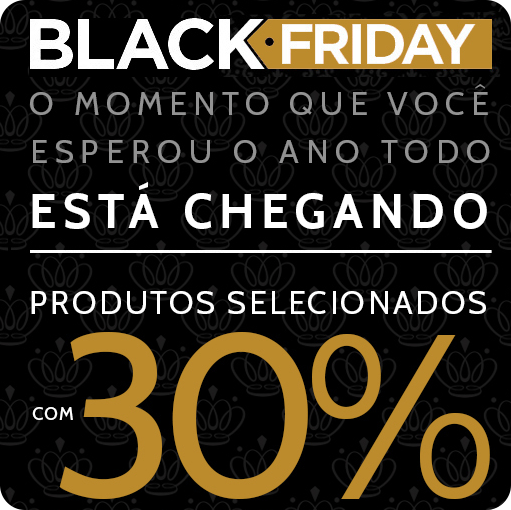 BLACK FRIDAY
O MOMENTO QUE VOCÊ
ESPEROU O ANO TODO
ESTÁ CHEGANDO
PRODUTOS SELECIONADOS
COM 30%